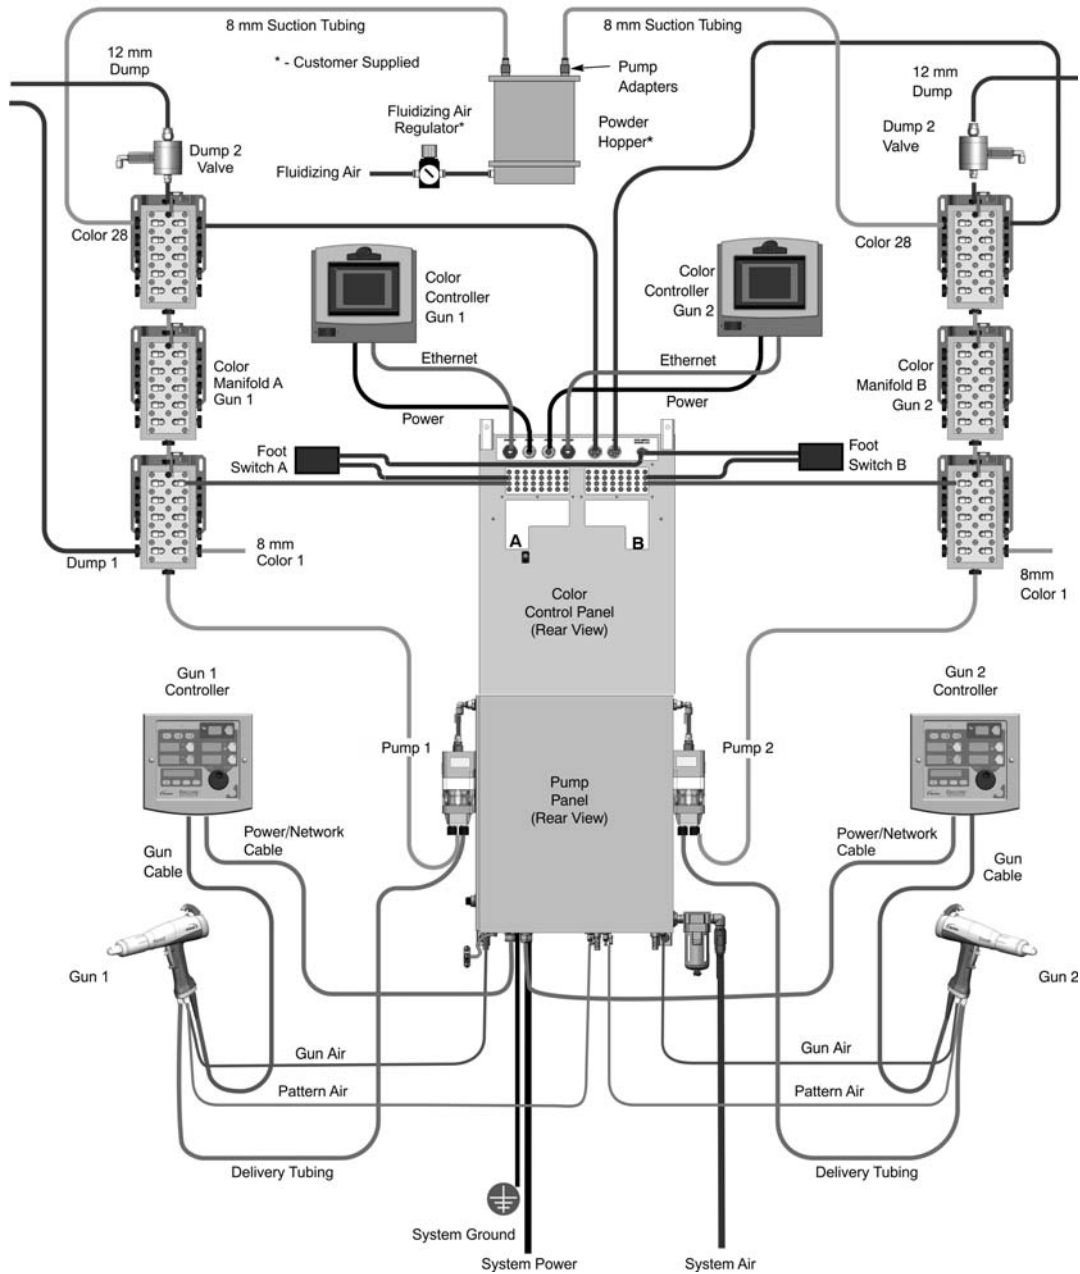 8 mm Suction Tubing
8 mm Suction Tubing
12 mm
Dump
* - Customer Supplied
Pump
Adapters
12 mm
Dump
Fluidizing Air
Regulator*
Powder
Hopper*
Dump 2
Valve
Dump 2
Valve
Fluidizing Air
Color 28
Color 28
Color
Controller
Gun 1
Color
Controller
Gun 2
Ethernet
Ethernet
Color
Manifold A
Gun 1
Color
Manifold B
Gun 2
Power
Power
Foot
Switch A
Foot
Switch B
A
B
8 mm
Color 1
Dump 1
8mm
Color 1
Color
Control Panel
(Rear View)
Gun 1
Controller
Gun 2
Controller
Pump 1
Pump 2
Pump
Panel
(Rear View)
Power/Network
Cable
Power/Network
Cable
Gun
Cable
Gun
Cable
Gun 1
Gun 2
Gun Air
Gun Air
Pattern Air
Pattern Air
Delivery Tubing
Delivery Tubing
System Ground
System Power
System Air